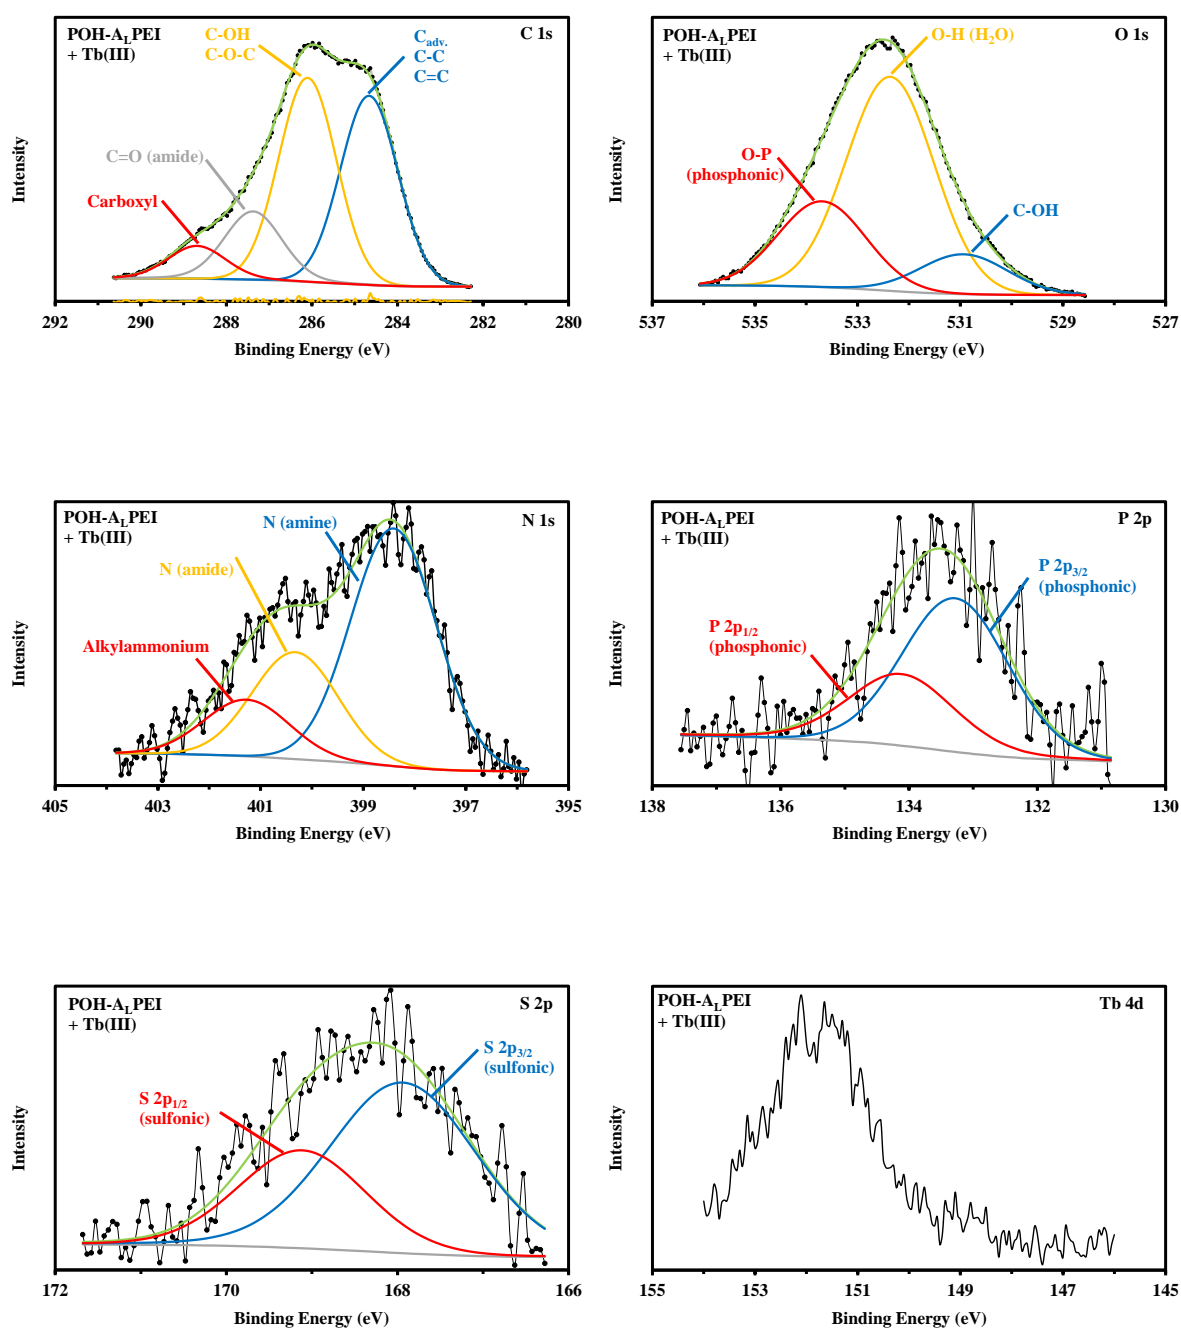 POH-ALPEI
+ Tb(III)
C-OH
C-O-C
Cadv.
C-C
C=C
C 1s
C=O (amide)
Carboxyl
Intensity
292 290 288 286 284 282 280
Binding Energy (eV)
POH-ALPEI
+ Tb(III)
O-H (H2O)
O 1s
O-P
(phosphonic)
C-OH
Intensity
537 535 533 531 529 527
Binding Energy (eV)
POH-ALPEI
+ Tb(III)
N (amine)
N 1s
N (amide)
Alkylammonium
Intensity
405 403 401 399 397 395
Binding Energy (eV)
POH-ALPEI
+ Tb(III)
P 2p
P 2p3/2
(phosphonic)
P 2p1/2
(phosphonic)
Intensity
138 136 134 132 130
Binding Energy (eV)
POH-ALPEI
+ Tb(III)
S 2p
S 2p3/2
(sulfonic)
S 2p1/2
(sulfonic)
Intensity
172 170 168 166
Binding Energy (eV)
POH-ALPEI
+ Tb(III)
Tb 4d
Intensity
155 153 151 149 147 145
Binding Energy (eV)